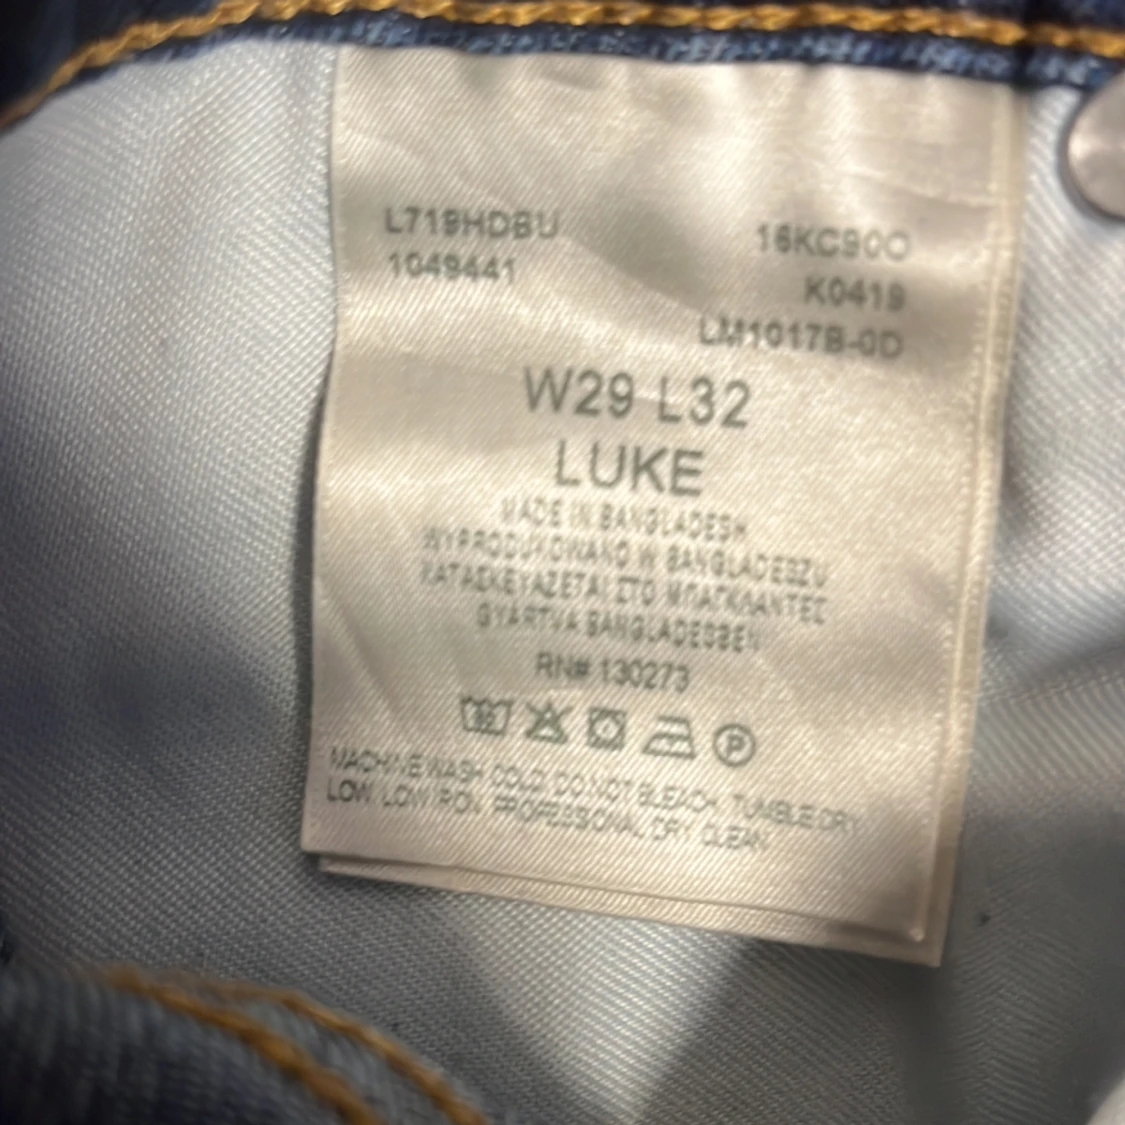 L719HDBU
1049441
16KC90O
K0419
LM1017B-0D
W29 L32
LUKE
MADE IN BANGLADESH
WYPRODUKOWANO W BANGLADESZU
ΚΑΤΑΣΚΕΥΑΖΕΤΑΙ ΣΤΟ ΜΠΑΓΚΛΑΝΤΕΣ
GYÁRTVA BANGLADESBEN
RN# 130273
P
MACHINE WASH COLD/ DO NOT BLEACH, TUMBLE DRY
LOW/ LOW IRON, PROFESSIONAL DRY CLEAN